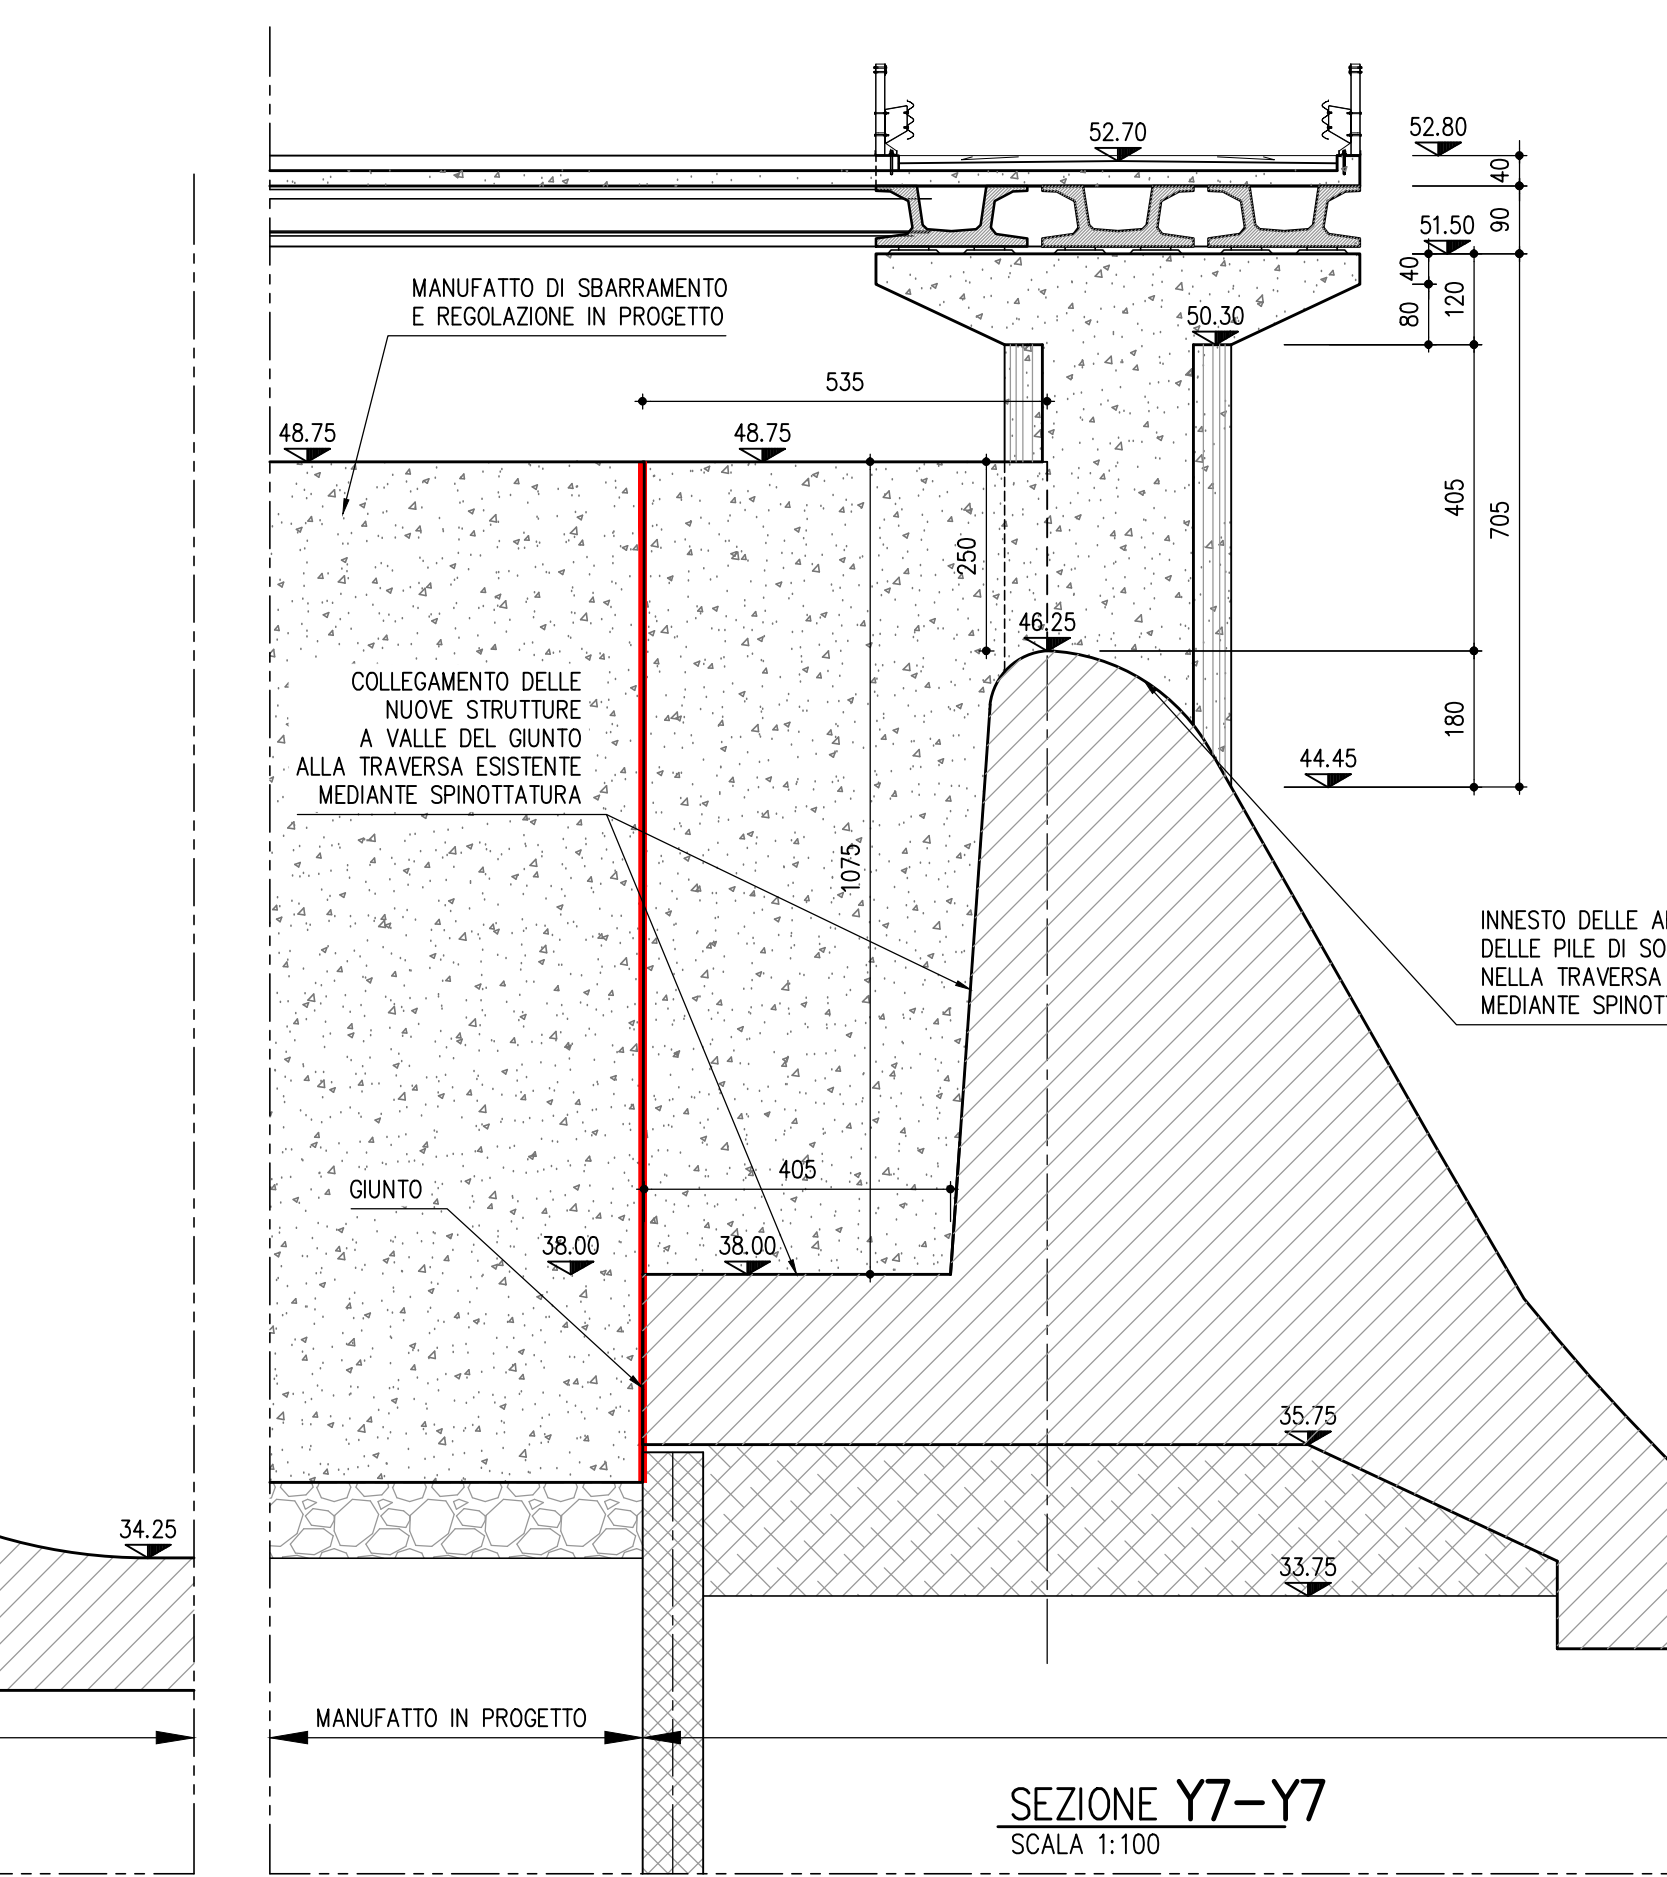 52.70
52.80
40
90
51.50
40
80
120
MANUFATTO DI SBARRAMENTO
E REGOLAZIONE IN PROGETTO
50.30
535
48.75
48.75
405
705
250
46.25
COLLEGAMENTO DELLE
NUOVE STRUTTURE
A VALLE DEL GIUNTO
ALLA TRAVERSA ESISTENTE
MEDIANTE SPINOTTATURA
180
44.45
1075
INNESTO DELLE
DELLE PILE DI
NELLA TRAVERSA
MEDIANTE
405
GIUNTO
38.00
38.00
35.75
34.25
33.75
MANUFATTO IN PROGETTO
SEZIONE Y7-Y7
SCALA 1:100